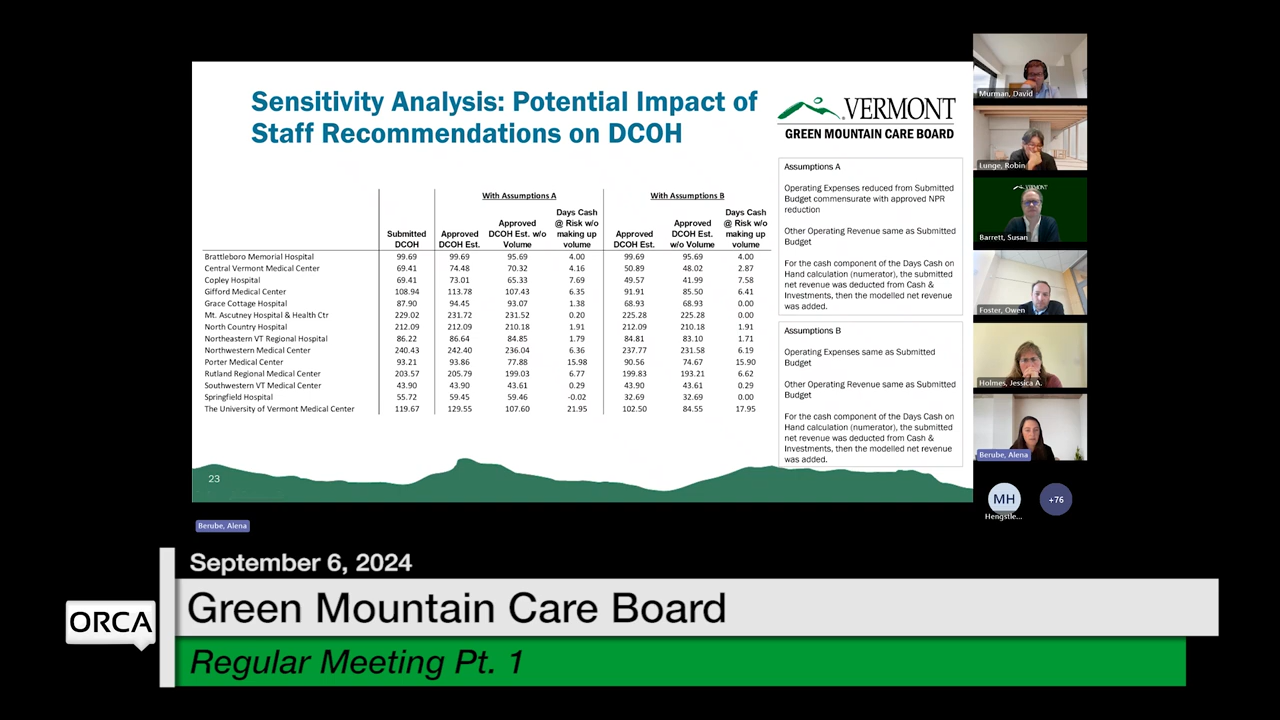 Sensitivity Analysis: Potential Impact of
Staff Recommendations on DCOH
VERMONT
GREEN MOUNTAIN CARE BOARD
With Assumptions A With Assumptions B
Submitted DCOH Approved DCOH Est. Approved DCOH Est. w/o Volume Days Cash @ Risk w/o making up volume Approved DCOH Est. Approved DCOH Est. w/o Volume Days Cash @ Risk w/o making up volume
Brattleboro Memorial Hospital 99.69 99.69 95.69 4.00 99.69 95.69 4.00
Central Vermont Medical Center 69.41 74.48 70.32 4.16 50.89 48.02 2.87
Copley Hospital 69.41 73.01 65.33 7.69 49.57 41.99 7.58
Gifford Medical Center 108.94 113.78 107.43 6.35 91.91 85.50 6.41
Grace Cottage Hospital 87.90 94.45 93.07 1.38 68.93 68.93 0.00
Mt. Ascutney Hospital & Health Ctr 229.02 231.72 231.52 0.20 225.28 225.28 0.00
North Country Hospital 212.09 212.09 210.18 1.91 212.09 210.18 1.91
Northeastern VT Regional Hospital 86.22 86.64 84.85 1.79 84.81 83.10 1.71
Northwestern Medical Center 240.43 242.40 236.04 6.36 237.77 231.58 6.19
Porter Medical Center 93.21 93.86 77.88 15.98 90.56 74.67 15.90
Rutland Regional Medical Center 203.57 205.79 199.03 6.77 199.83 193.21 6.62
Southwestern VT Medical Center 43.90 43.90 43.61 0.29 43.90 43.61 0.29
Springfield Hospital 55.72 59.45 59.46 -0.02 32.69 32.69 0.00
The University of Vermont Medical Center 119.67 129.55 107.60 21.95 102.50 84.55 17.95
Assumptions A
Operating Expenses reduced from Submitted
Budget commensurate with approved NPR
reduction
Other Operating Revenue same as Submitted
Budget
For the cash component of the Days Cash on
Hand calculation (numerator), the submitted
net revenue was deducted from Cash &
Investments, then the modelled net revenue
was added.
Assumptions B
Operating Expenses same as Submitted
Budget
Other Operating Revenue same as Submitted
Budget
For the cash component of the Days Cash on
Hand calculation (numerator), the submitted
net revenue was deducted from Cash &
Investments, then the modelled net revenue
was added.
23
Murman, David
Lunge, Robin
VERMONT
Barrett, Susan
Foster, Owen
Holmes, Jessica A.
Berube, Alena
MH
+76
Hengstle...
Berube, Alena
September 6, 2024
Green Mountain Care Board
ORCA
Regular Meeting Pt. 1